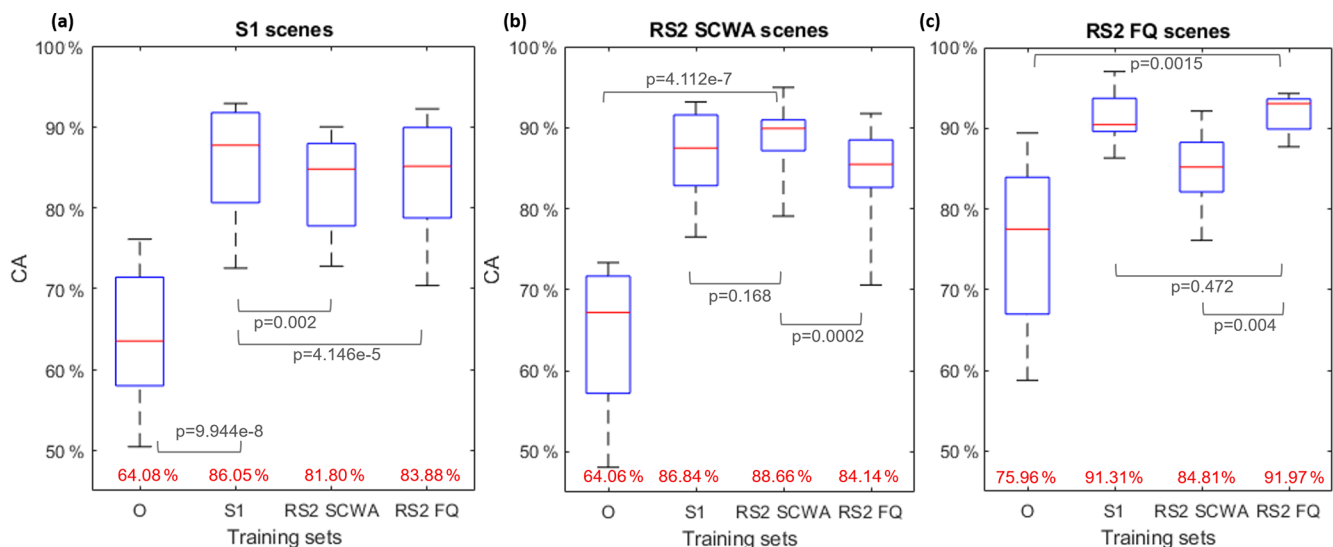 (a)
S1 scenes
100 %
90 %
80 %
70 %
60 %
50 %
CA
p=0.002
p=4.146e-5
p=9.944e-8
64.08 % 86.05 % 81.80 % 83.88 %
O S1 RS2 SCWA RS2 FQ
Training sets
(b)
RS2 SCWA scenes
100 %
90 %
80 %
70 %
60 %
50 %
CA
p=4.112e-7
p=0.168
p=0.0002
64.06 % 86.84 % 88.66 % 84.14 %
O S1 RS2 SCWA RS2 FQ
Training sets
(c)
RS2 FQ scenes
100 %
90 %
80 %
70 %
60 %
50 %
p=0.0015
p=0.472
p=0.004
75.96 % 91.31 % 84.81 % 91.97 %
O S1 RS2 SCWA RS2 FQ
Training sets